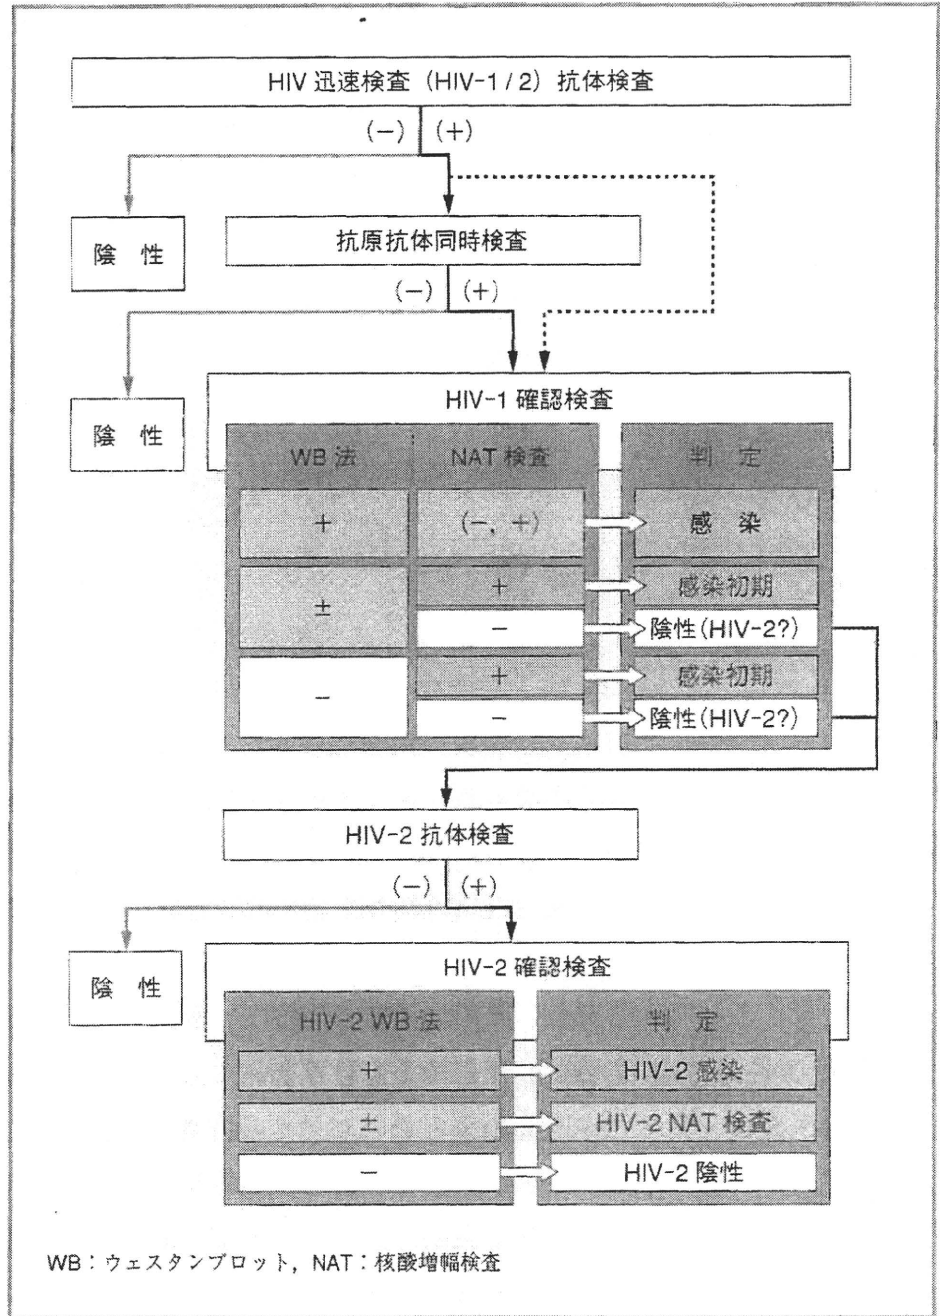 HIV 迅速検査（HIV-1 / 2）抗体検査
（−） （+）
陰 性
抗原抗体同時検査
（−） （+）
陰 性
HIV-1 確認検査
WB 法 NAT 検査 判 定
+ （−, +） 感 染
± + 感染初期
− 陰性（HIV-2?）
− + 感染初期
− 陰性（HIV-2?）
HIV-2 抗体検査
（−） （+）
陰 性
HIV-2 確認検査
HIV-2 WB 法 判 定
+ HIV-2 感染
± HIV-2 NAT 検査
− HIV-2 陰性
WB：ウェスタンブロット，NAT：核酸増幅検査